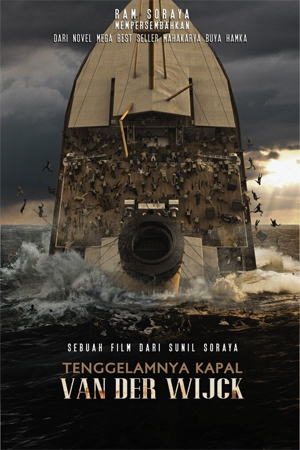 RAM SORAYA
MEMPERSEMBAHKAN
DARI NOVEL MEGA BEST SELLER MAHAKARYA BUYA HAMKA
SEBUAH FILM DARI SUNIL SORAYA
TENGGELAMNYA KAPAL
VAN DER WIJCK